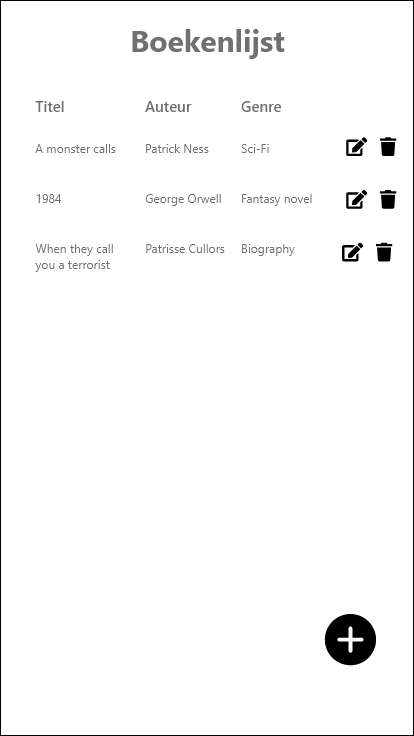 Boekenlijst
Titel Auteur Genre
A monster calls Patrick Ness Sci-Fi
1984 George Orwell Fantasy novel
When they call Patrisse Cullors Biography
you a terrorist